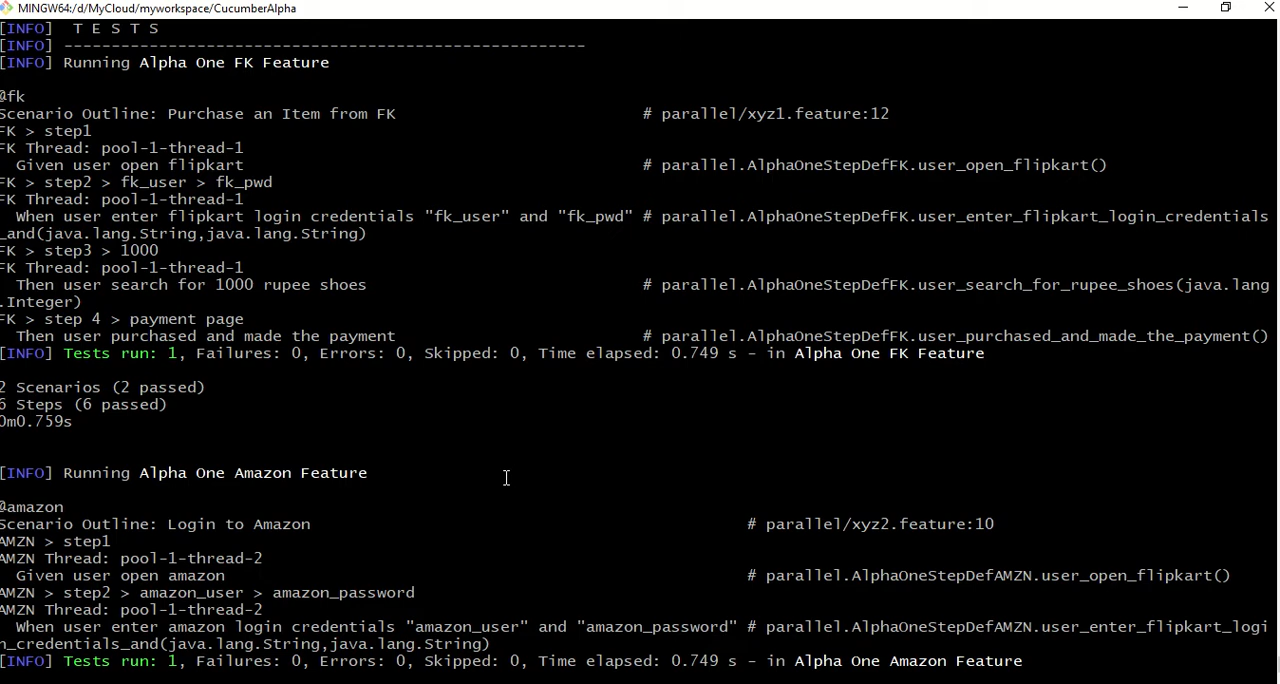 MINGW64:/d/MyCloud/myworkspace/CucumberAlpha
[INFO]  T E S T S
[INFO] -------------------------------------------------------
[INFO] Running Alpha One FK Feature
@fk
Scenario Outline: Purchase an Item from FK # parallel/xyz1.feature:12
FK > step1
FK Thread: pool-1-thread-1
Given user open flipkart # parallel.AlphaOneStepDefFK.user_open_flipkart()
FK > step2 > fk_user > fk_pwd
FK Thread: pool-1-thread-1
When user enter flipkart login credentials "fk_user" and "fk_pwd" # parallel.AlphaOneStepDefFK.user_enter_flipkart_login_credentials
_and(java.lang.String,java.lang.String)
FK > step3 > 1000
FK Thread: pool-1-thread-1
Then user search for 1000 rupee shoes # parallel.AlphaOneStepDefFK.user_search_for_rupee_shoes(java.lang
.Integer)
FK > step 4 > payment page
Then user purchased and made the payment # parallel.AlphaOneStepDefFK.user_purchased_and_made_the_payment()
[INFO] Tests run: 1, Failures: 0, Errors: 0, Skipped: 0, Time elapsed: 0.749 s - in Alpha One FK Feature
2 Scenarios (2 passed)
6 Steps (6 passed)
0m0.759s
[INFO] Running Alpha One Amazon Feature
@amazon
Scenario Outline: Login to Amazon # parallel/xyz2.feature:10
AMZN > step1
AMZN Thread: pool-1-thread-2
Given user open amazon # parallel.AlphaOneStepDefAMZN.user_open_flipkart()
AMZN > step2 > amazon_user > amazon_password
AMZN Thread: pool-1-thread-2
When user enter amazon login credentials "amazon_user" and "amazon_password" # parallel.AlphaOneStepDefAMZN.user_enter_flipkart_logi
n_credentials_and(java.lang.String,java.lang.String)
[INFO] Tests run: 1, Failures: 0, Errors: 0, Skipped: 0, Time elapsed: 0.749 s - in Alpha One Amazon Feature